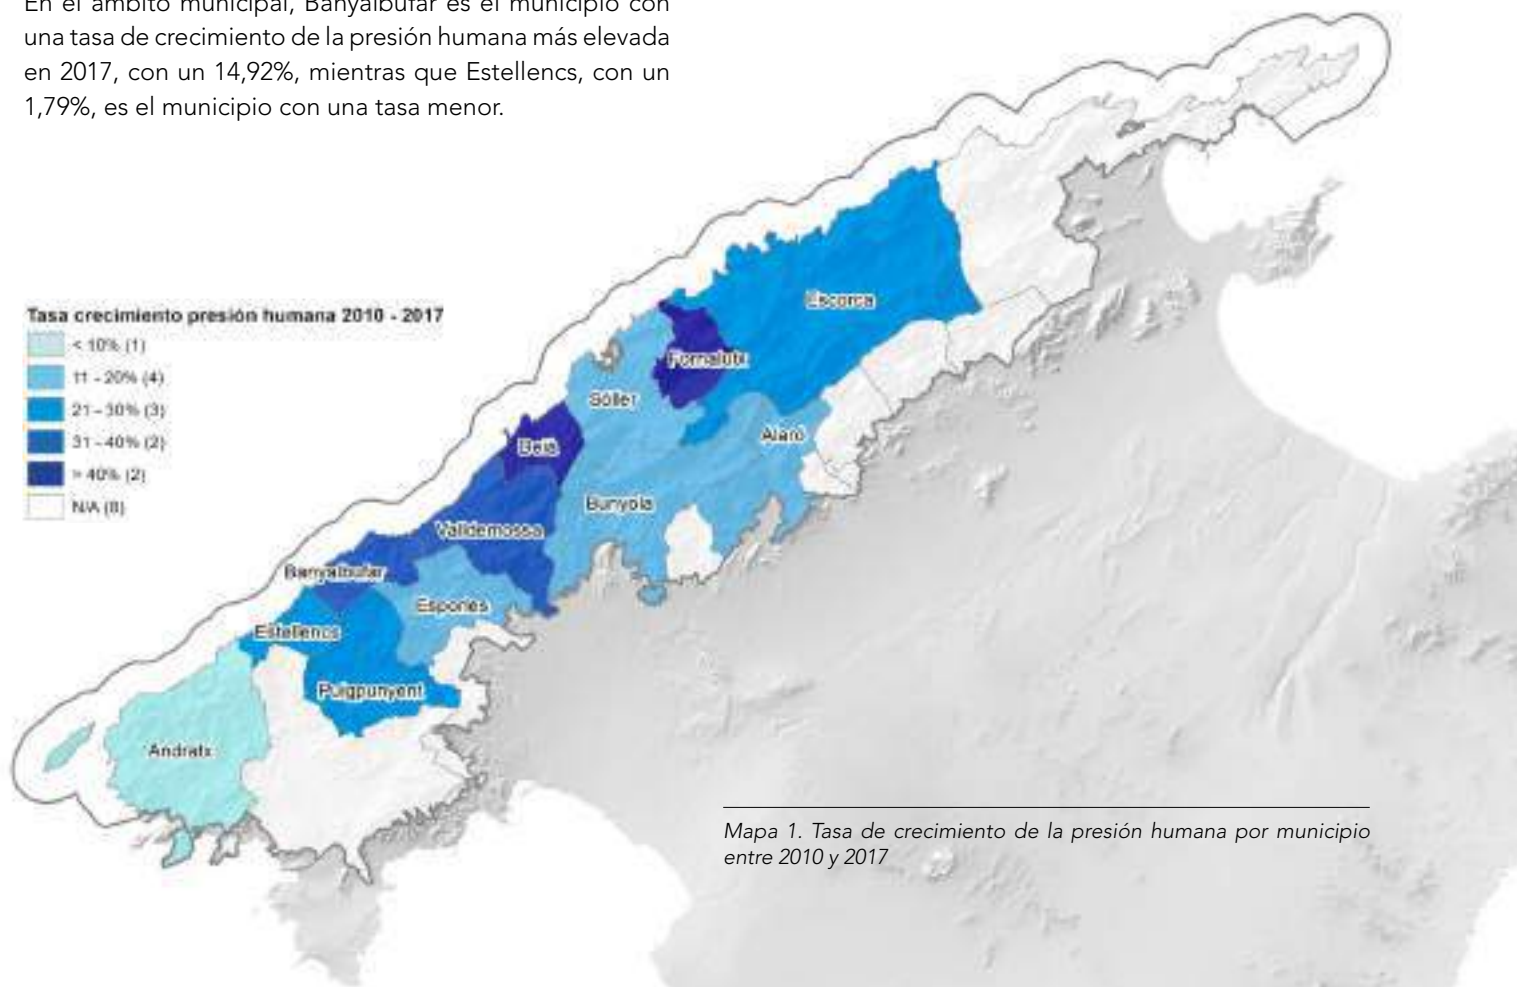 En el ámbito municipal, Banyalbufar es el municipio con
una tasa de crecimiento de la presión humana más elevada
en 2017, con un 14,92%, mientras que Estellencs, con un
1,79%, es el municipio con una tasa menor.
Tasa crecimiento presión humana 2010 - 2017
< 10% (1)
11 - 20% (4)
21 - 30% (3)
31 - 40% (2)
> 40% (2)
N/A (8)
Escorca
Fornalutx
Sóller
Alaró
Deià
Bunyola
Valldemossa
Banyalbufar
Esporles
Estellencs
Puigpunyent
Andratx
Mapa 1. Tasa de crecimiento de la presión humana por municipio
entre 2010 y 2017